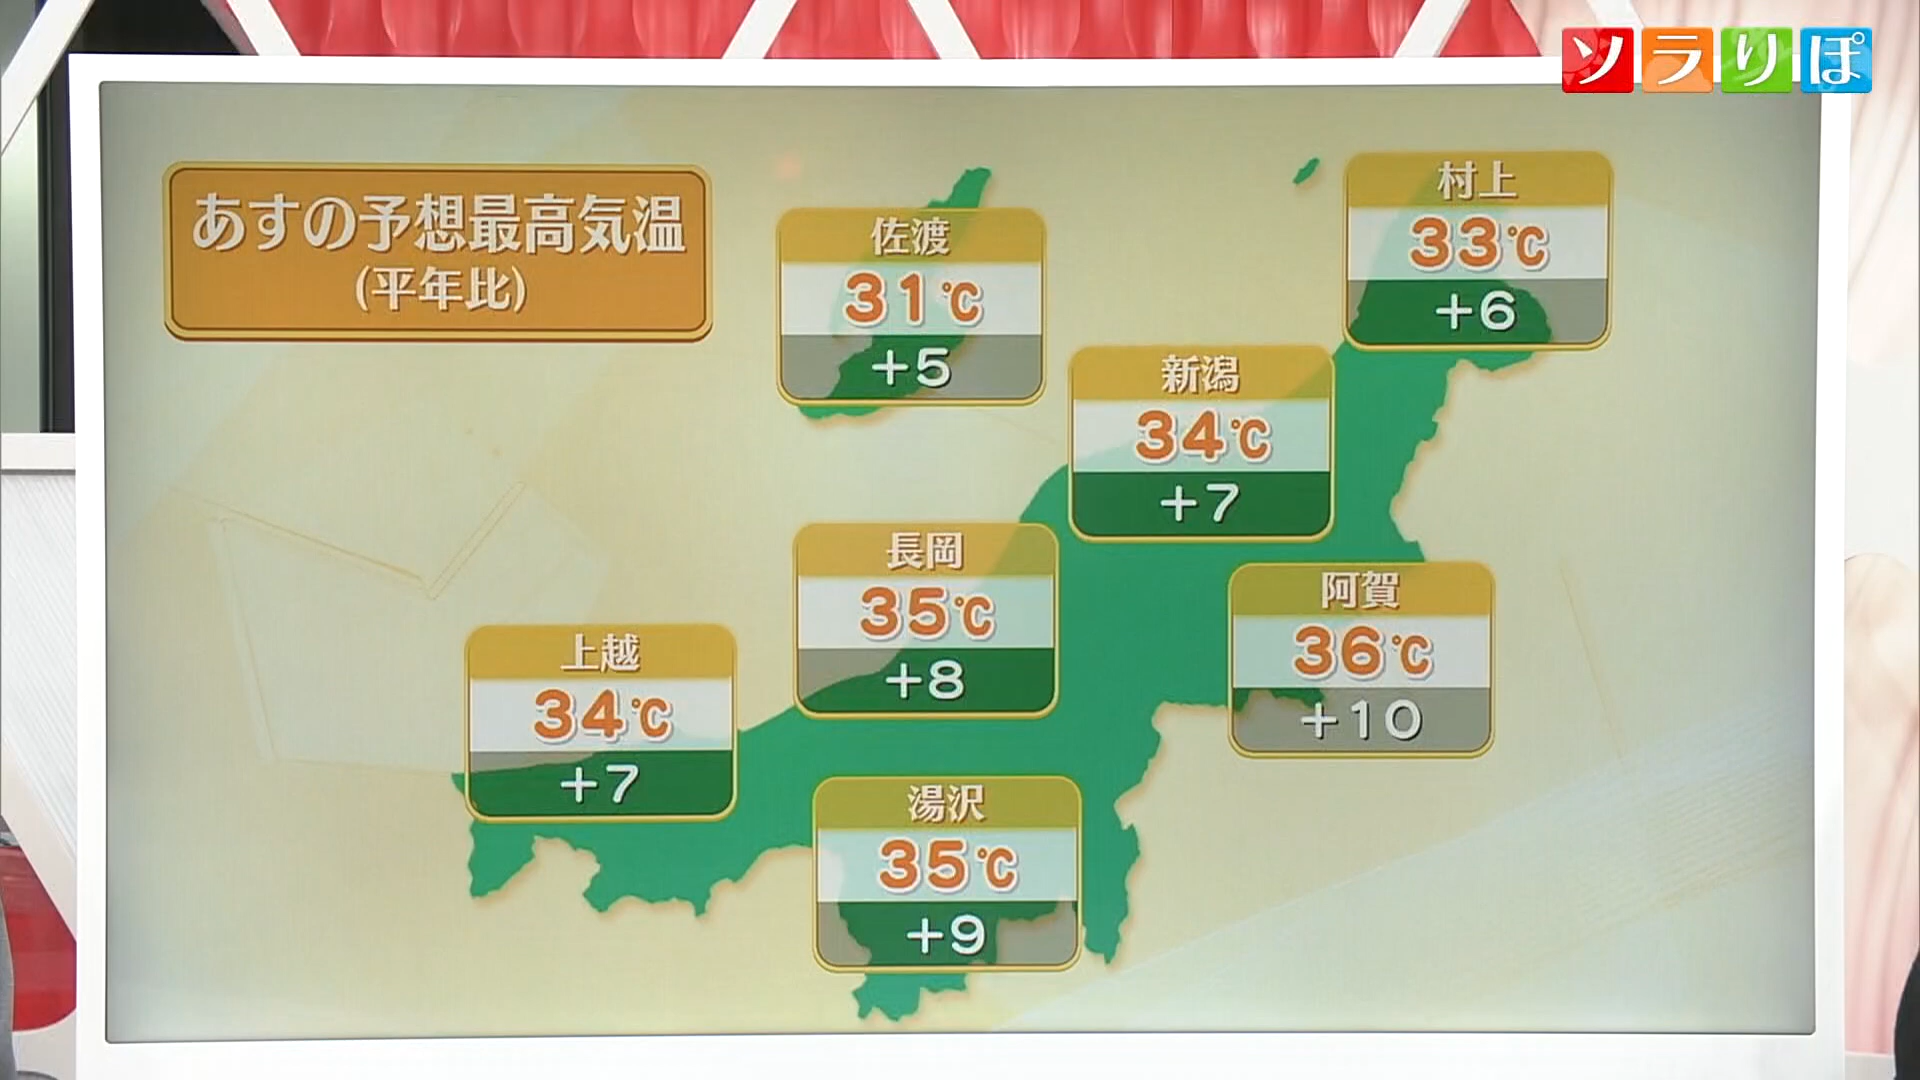 ソラりぽ
あすの予想最高気温
(平年比)
佐渡
31℃
+5
村上
33℃
+6
新潟
34℃
+7
長岡
35℃
+8
阿賀
36℃
+10
上越
34℃
+7
湯沢
35℃
+9